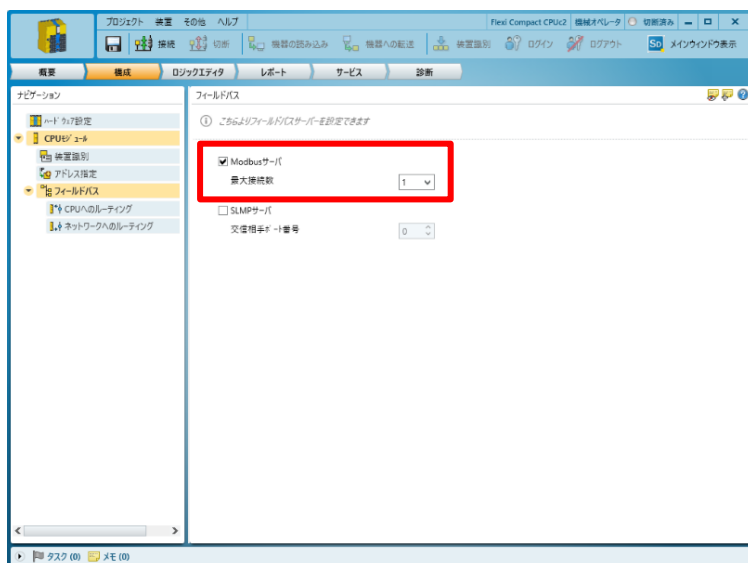 プロジェクト 装置 その他 ヘルプ
Flexi Compact CPUc2 機械オペレータ 切断済み
接続 切断 機器の読み込み 機器への転送 装置識別 ログイン ログアウト So メインウィンドウ表示
概要 構成 ロジックエディタ レポート サービス 診断
ナビゲーション
フィールドバス
ハードウェア設定
こちらよりフィールドバスサーバーを設定できます
CPUモジュール
装置識別
Modbusサーバ
アドレス指定
最大接続数 1
フィールドバス
CPUへのルーティング
SLMPサーバ
ネットワークへのルーティング
交信相手ポート番号 0
タスク (0) メモ (0)